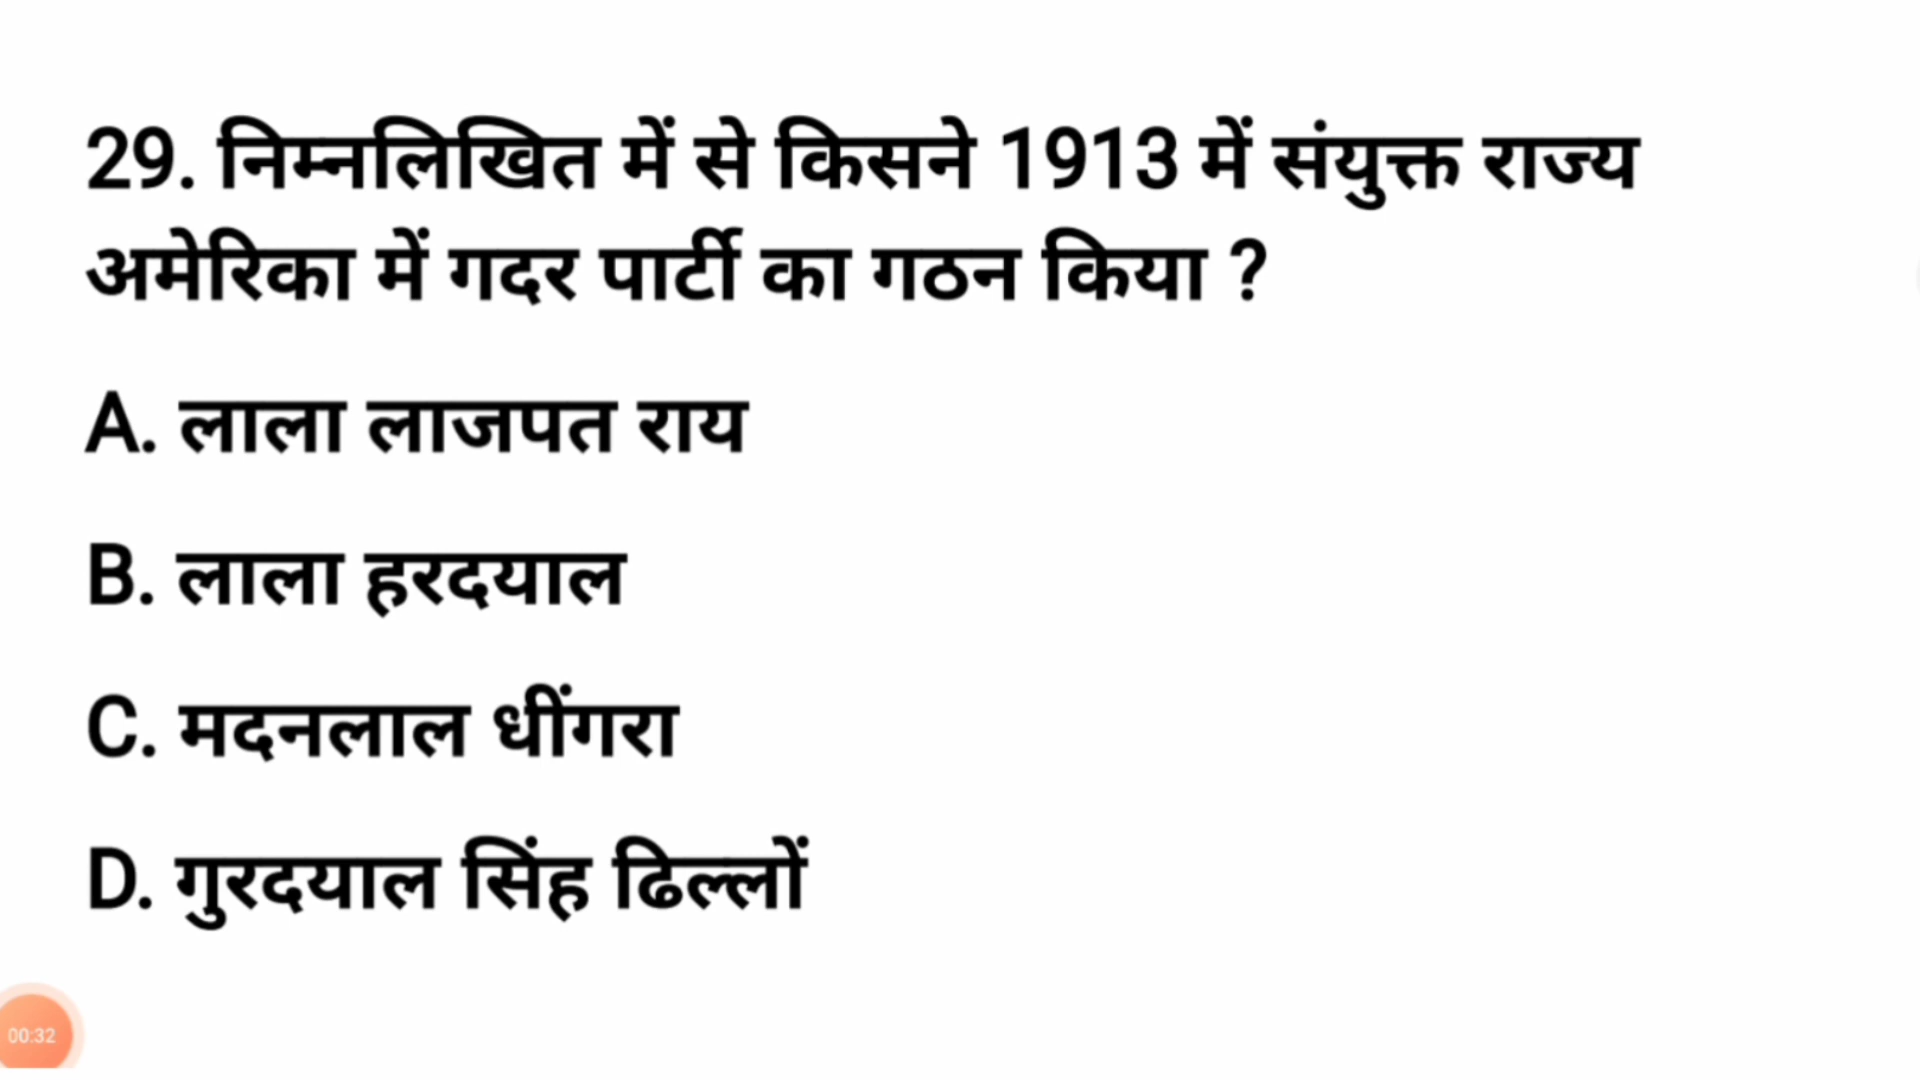 29. निम्नलिखित में से किसने 1913 में संयुक्त राज्य
अमेरिका में गदर पार्टी का गठन किया ?
A. लाला लाजपत राय
B. लाला हरदयाल
C. मदनलाल धींगरा
D. गुरदयाल सिंह ढिल्लों
00:32